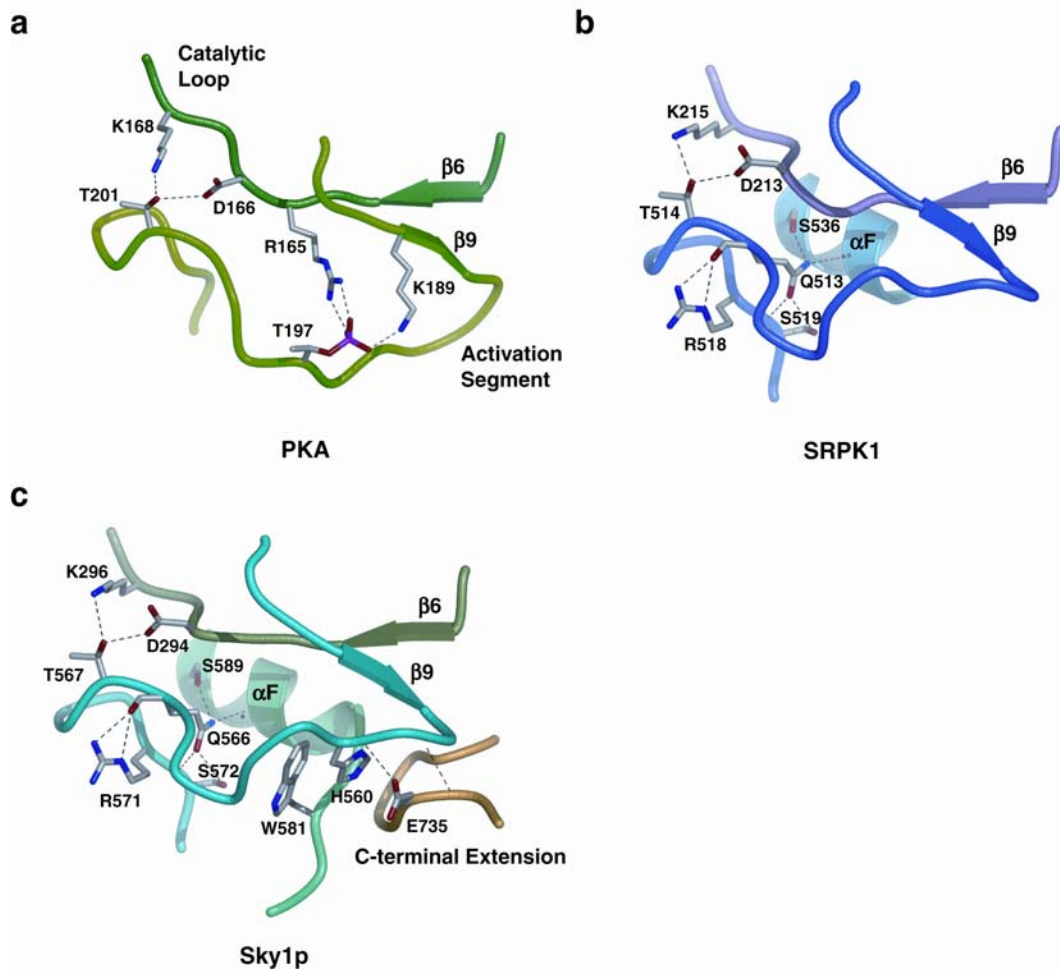 a
Catalytic
Loop
K168
T201
D166
β6
R165
β9
K189
T197
Activation
Segment
PKA
b
K215
β6
D213
T514
S536
αF
β9
Q513
S519
R518
SRPK1
c
K296
β6
D294
β9
T567
S589
αF
Q566
S572
R571
H560
W581
E735
C-terminal Extension
Sky1p